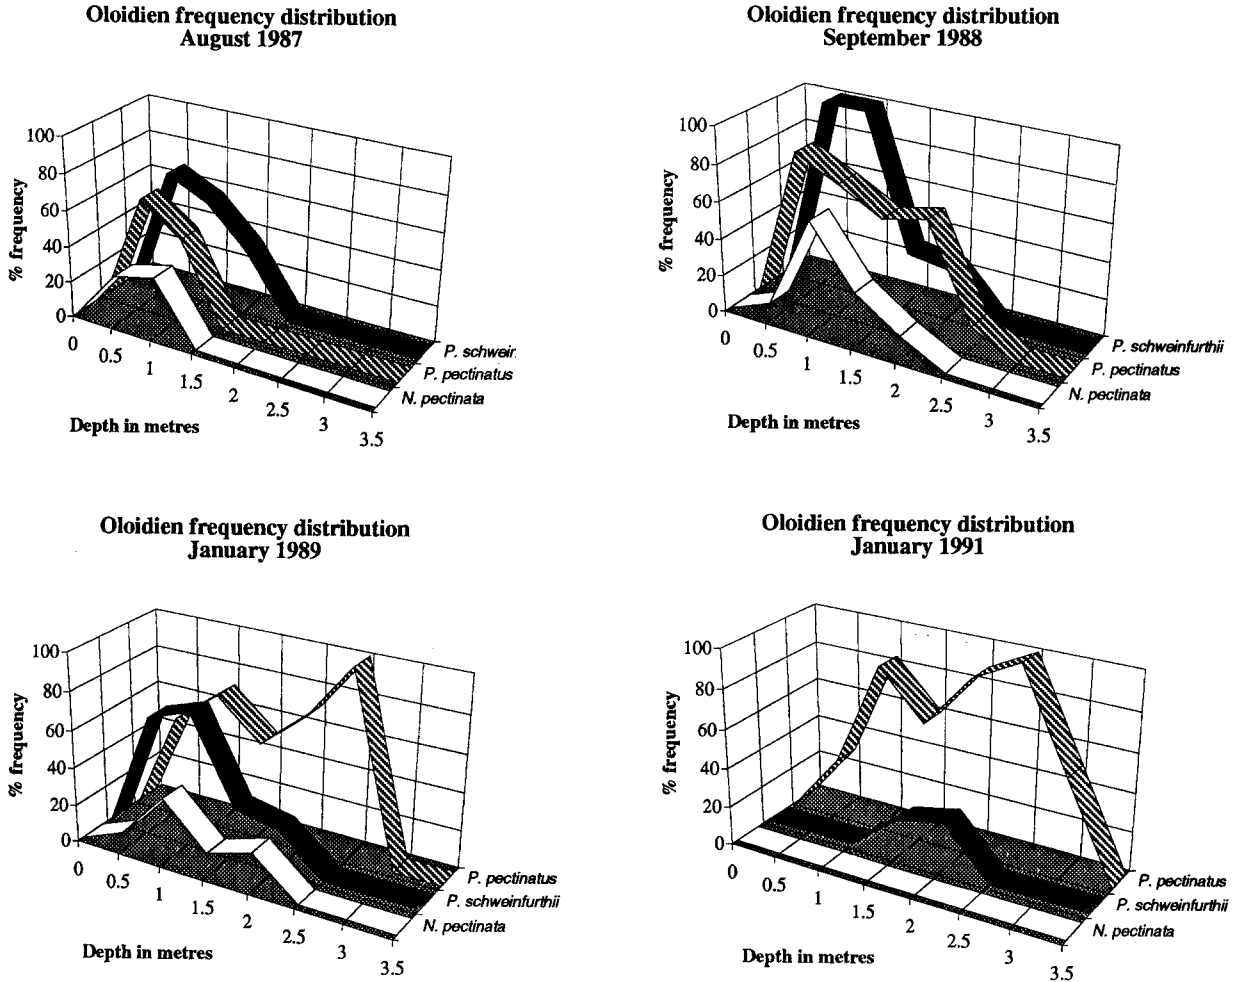 Oloidien frequency distribution
August 1987
100
80
60
40
20
0
% frequency
0
0.5
1
1.5
2
2.5
3
3.5
Depth in metres
P. schweir
P. pectinatus
N. pectinata
Oloidien frequency distribution
September 1988
100
80
60
40
20
0
% frequency
0
0.5
1
1.5
2
2.5
3
3.5
Depth in metres
P. schweinfurthii
P. pectinatus
N. pectinata
Oloidien frequency distribution
January 1989
100
80
60
40
20
0
% frequency
0
0.5
1
1.5
2
2.5
3
3.5
Depth in metres
P. pectinatus
P. schweinfurthii
N. pectinata
Oloidien frequency distribution
January 1991
100
80
60
40
20
0
% frequency
0
0.5
1
1.5
2
2.5
3
3.5
Depth in metres
P. pectinatus
P. schweinfurthii
N. pectinata